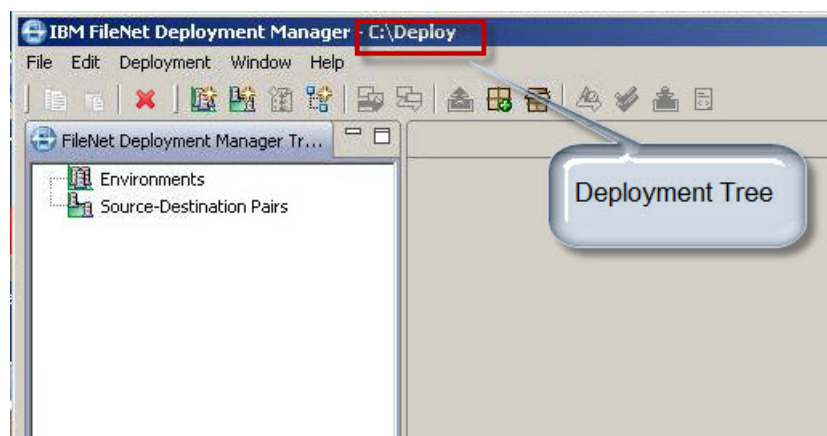 IBM FileNet Deployment Manager - C:\Deploy
File Edit Deployment Window Help
FileNet Deployment Manager Tr...
Environments
Source-Destination Pairs
Deployment Tree